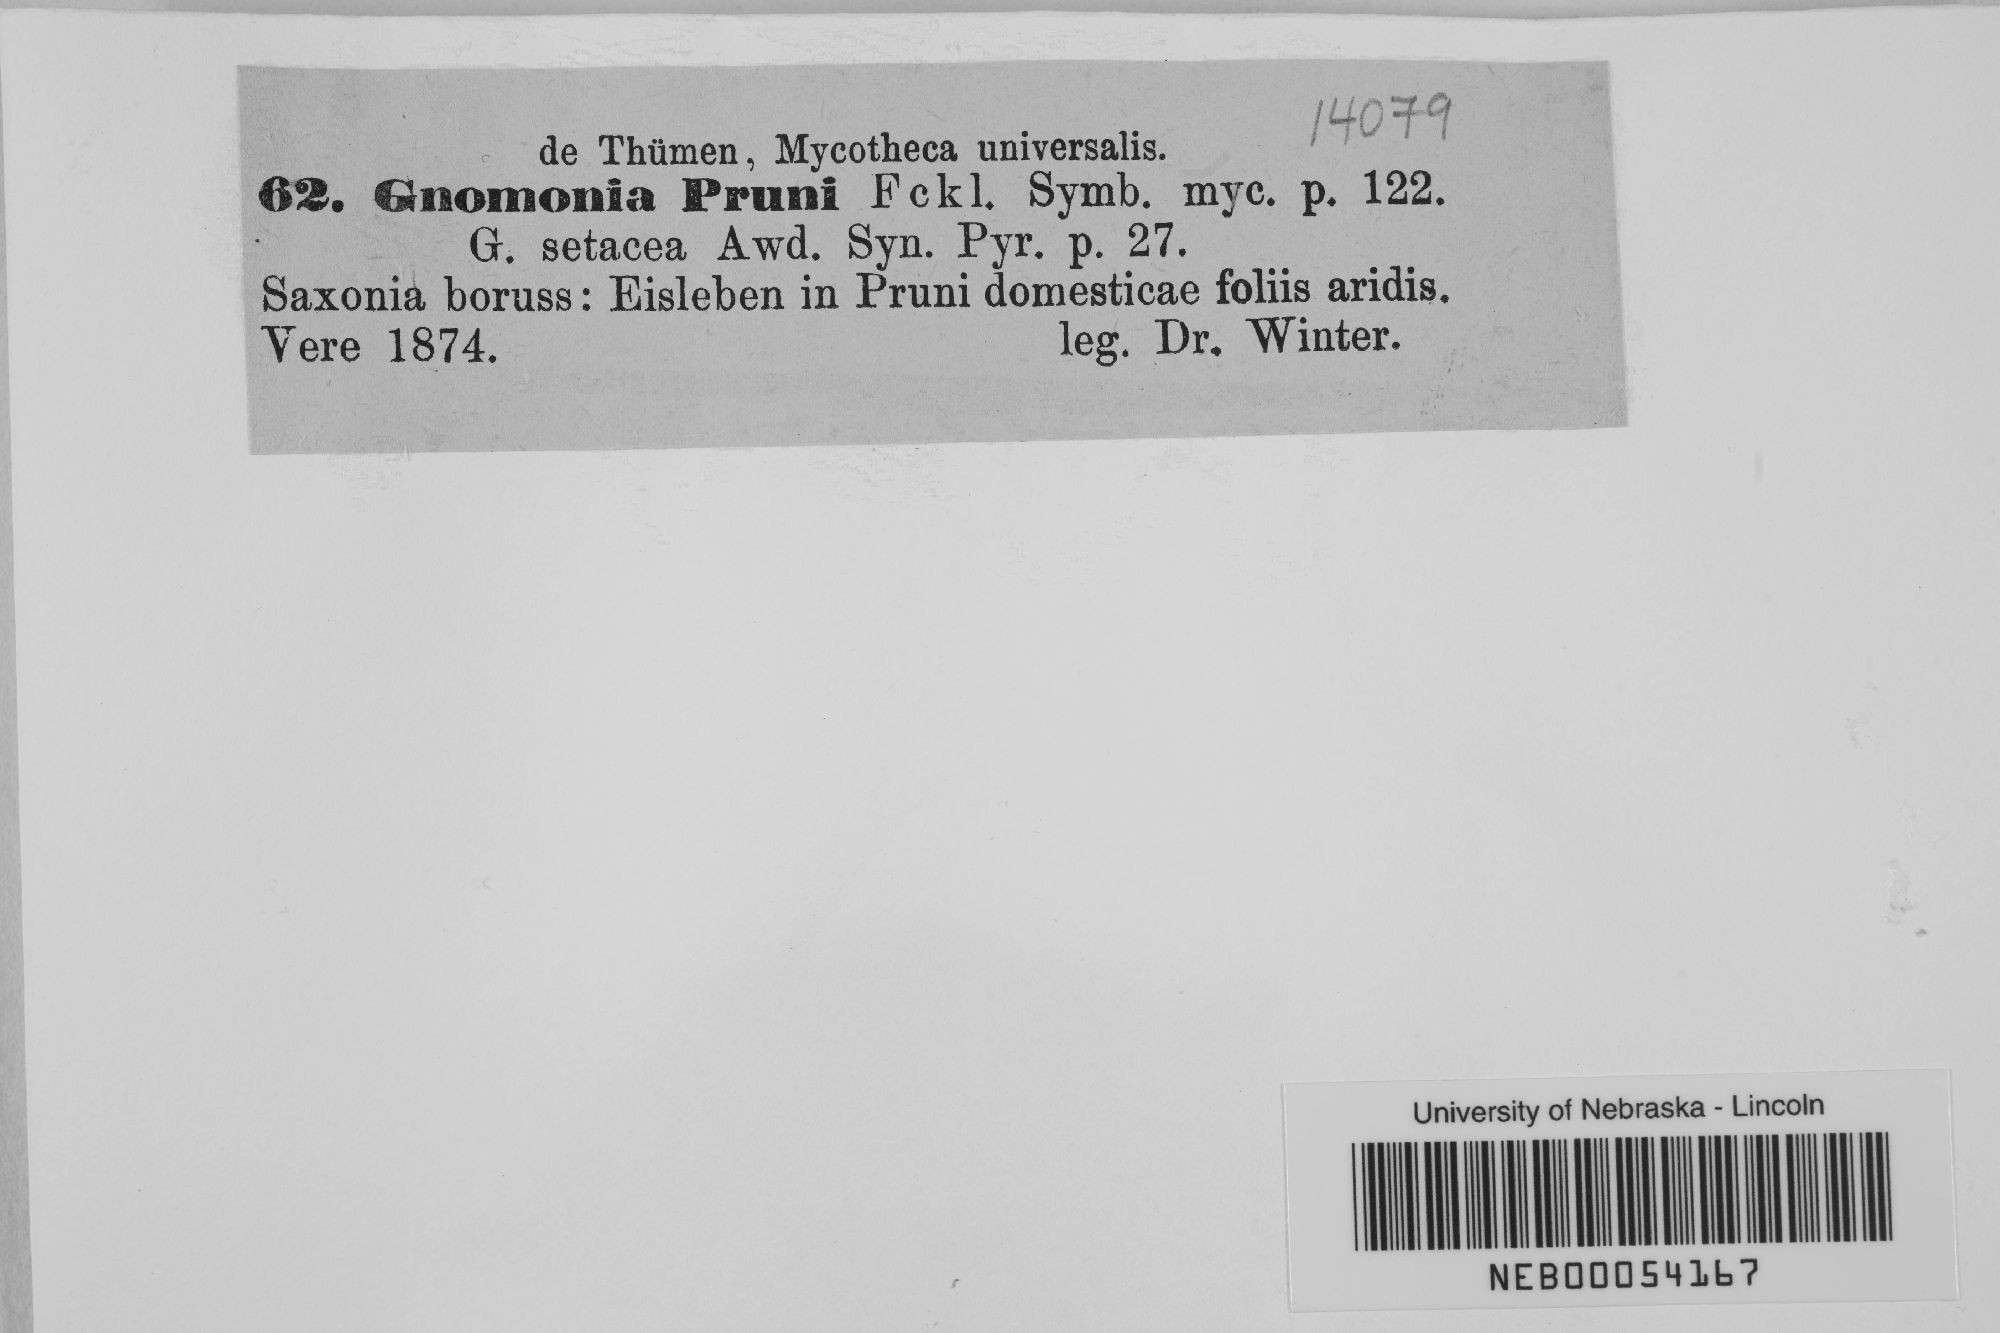 14079
de Thümen, Mycotheca universalis.
62. Gnomonia Pruni Fckl. Symb. myc. p. 122.
G. setacea Awd. Syn. Pyr. p. 27.
Saxonia boruss: Eisleben in Pruni domesticae foliis aridis.
Vere 1874. leg. Dr. Winter.
University of Nebraska - Lincoln
NEB00054167